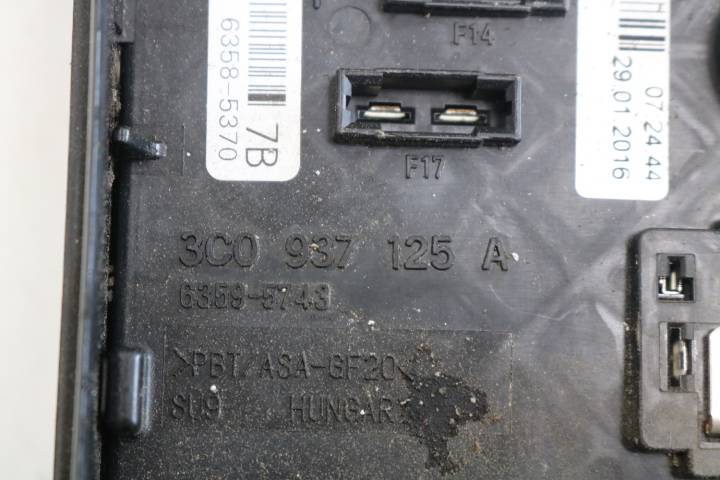 F14
6358-5370
7B
07 24 44
29.01.2016
F17
3C0 937 125 A
6359-5743
>PBT/ASA-GF20
HUNGARY